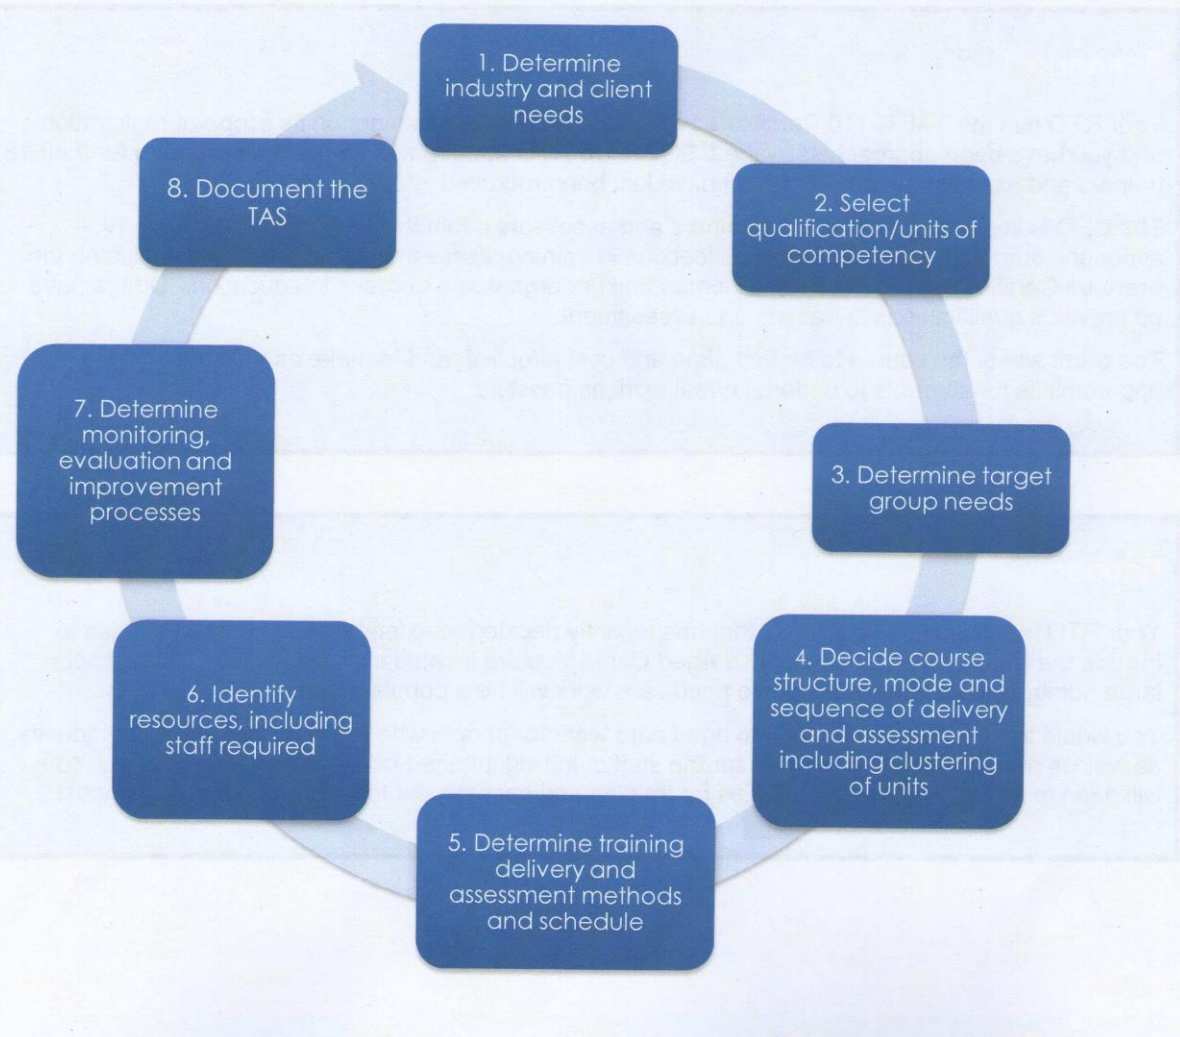 1. Determine
industry and client
needs
2. Select
qualification/units of
competency
3. Determine target
group needs
4. Decide course
structure, mode and
sequence of delivery
and assessment
including clustering
of units
5. Determine training
delivery and
assessment methods
and schedule
6. Identify
resources, including
staff required
7. Determine
monitoring,
evaluation and
improvement
processes
8. Document the
TAS